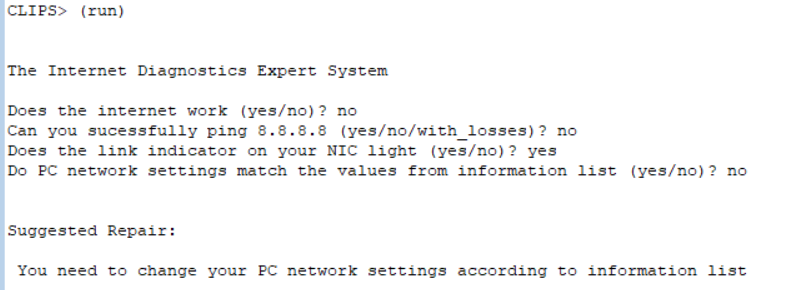 CLIPS> (run)
The Internet Diagnostics Expert System
Does the internet work (yes/no)? no
Can you sucessfully ping 8.8.8.8 (yes/no/with_losses)? no
Does the link indicator on your NIC light (yes/no)? yes
Do PC network settings match the values from information list (yes/no)? no
Suggested Repair:
You need to change your PC network settings according to information list